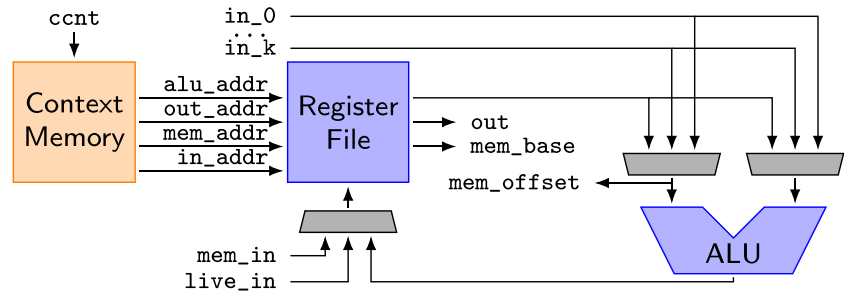 ccnt
in_0
...
in_k
Context
Memory
alu_addr
out_addr
mem_addr
in_addr
Register
File
out
mem_base
mem_offset
ALU
mem_in
live_in